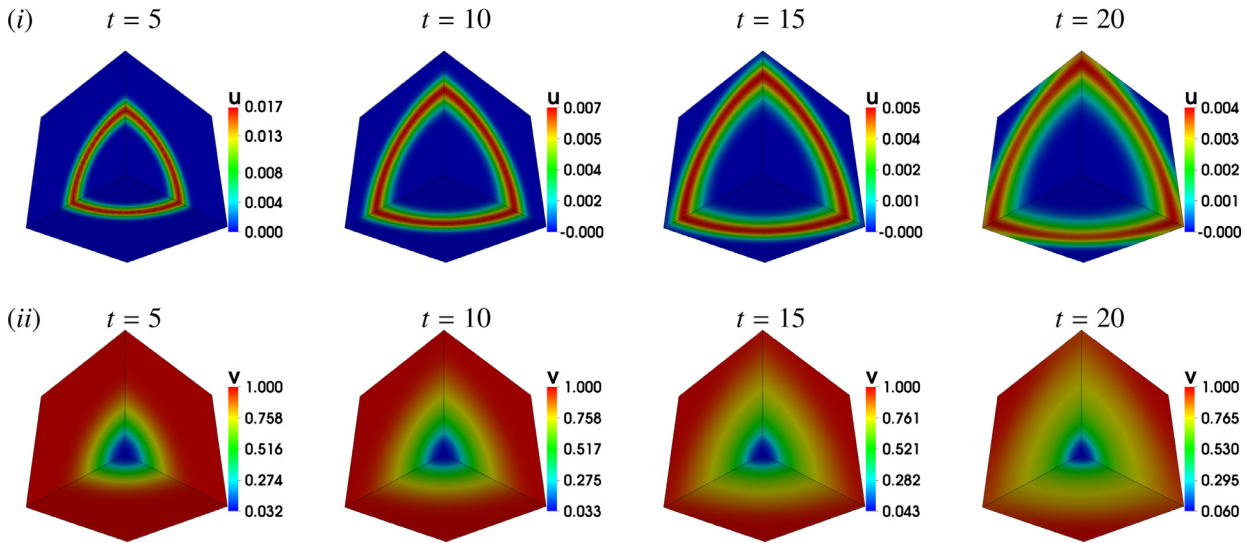 (i) t = 5 t = 10 t = 15 t = 20
u u u u
0.017 0.007 0.005 0.004
0.013 0.005 0.004 0.003
0.008 0.004 0.002 0.002
0.004 0.002 0.001 0.001
0.000 -0.000 -0.000 -0.000
(ii) t = 5 t = 10 t = 15 t = 20
v v v v
1.000 1.000 1.000 1.000
0.758 0.758 0.761 0.765
0.516 0.517 0.521 0.530
0.274 0.275 0.282 0.295
0.032 0.033 0.043 0.060